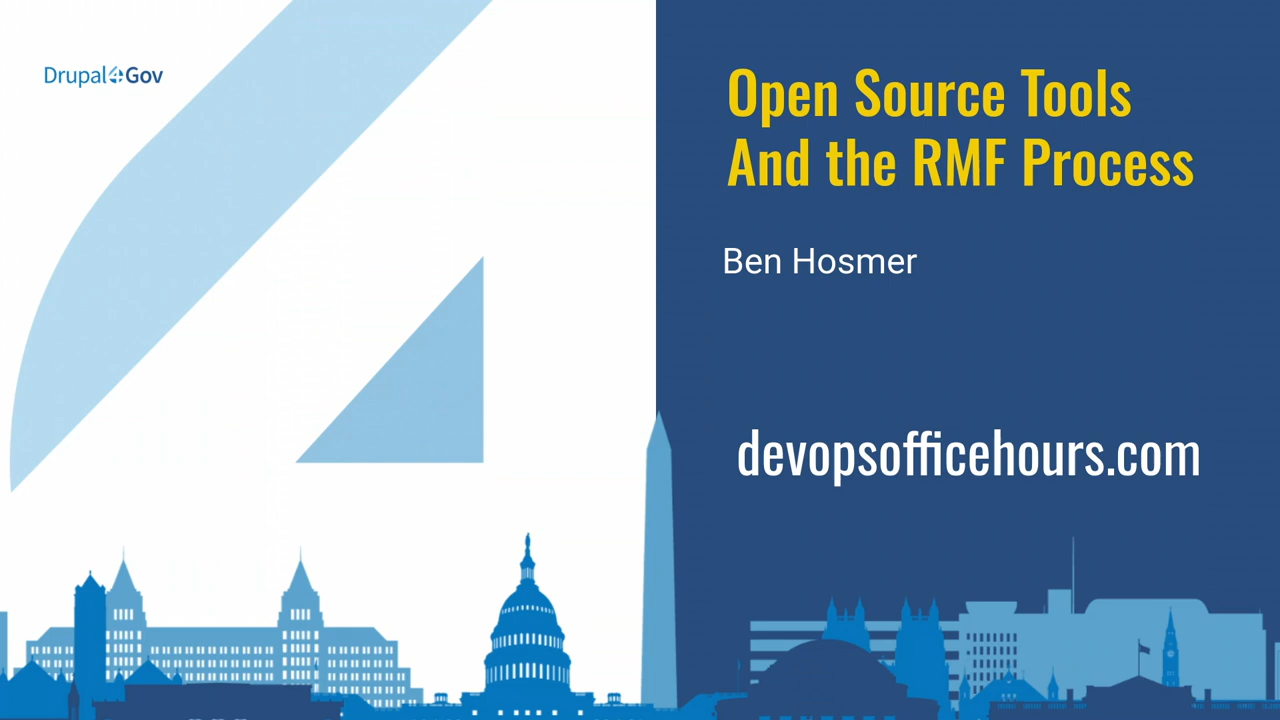 Drupal4Gov
Open Source Tools
And the RMF Process
Ben Hosmer
devopsofficehours.com